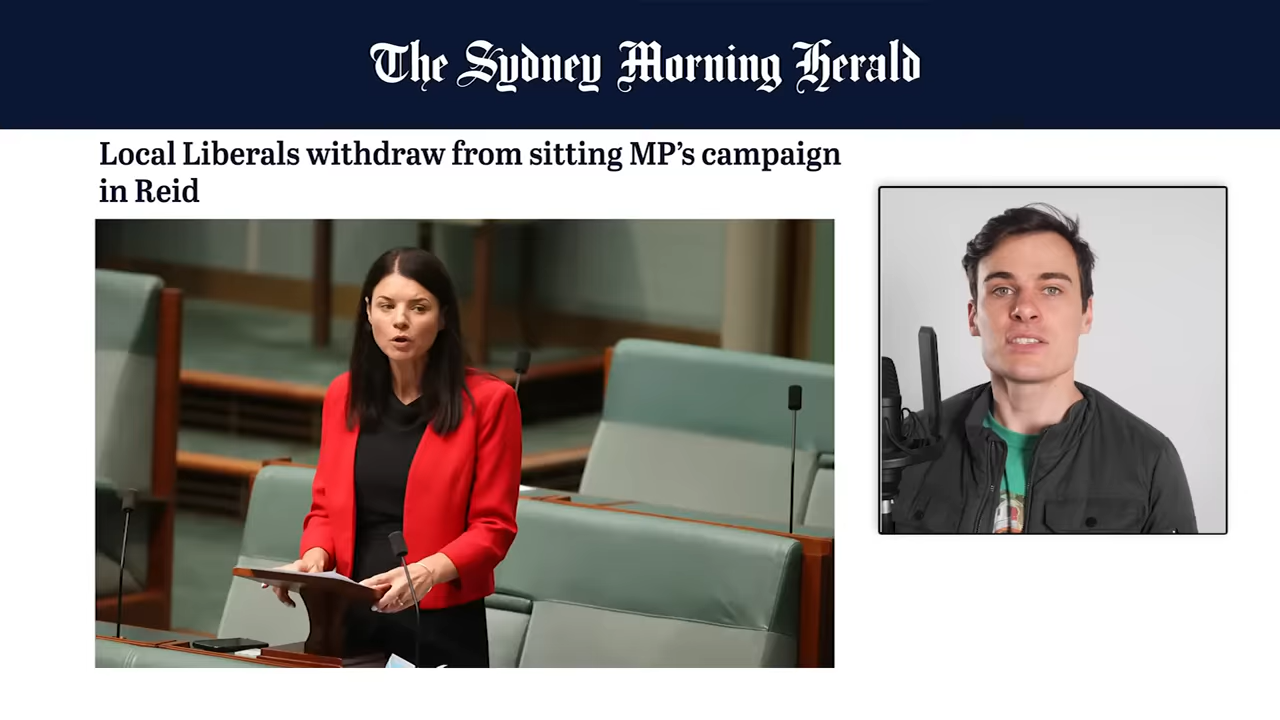 The Sydney Morning Herald
Local Liberals withdraw from sitting MP’s campaign
in Reid